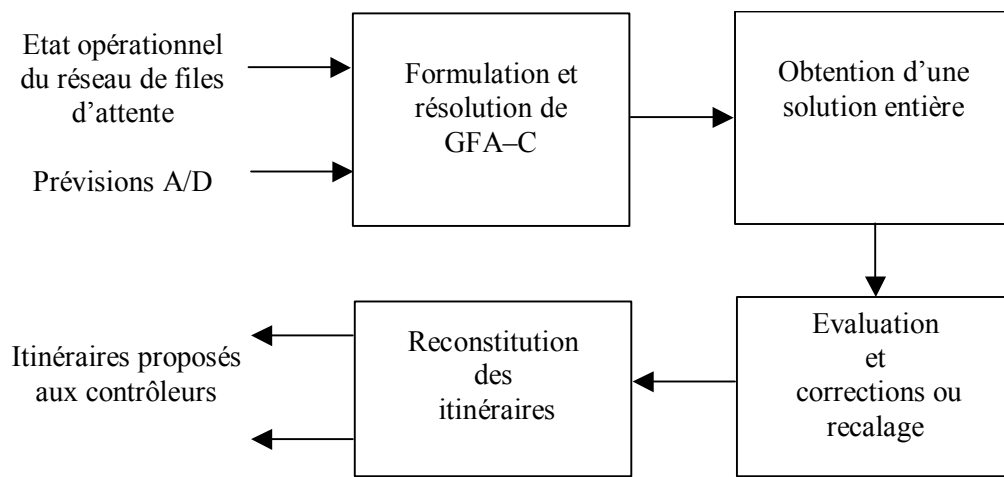 Etat opérationnel
du réseau de files
d'attente
Prévisions A/D
Formulation et
résolution de
GFA–C
Obtention d'une
solution entière
Evaluation
et
corrections ou
recalage
Reconstitution
des
itinéraires
Itinéraires proposés
aux contrôleurs